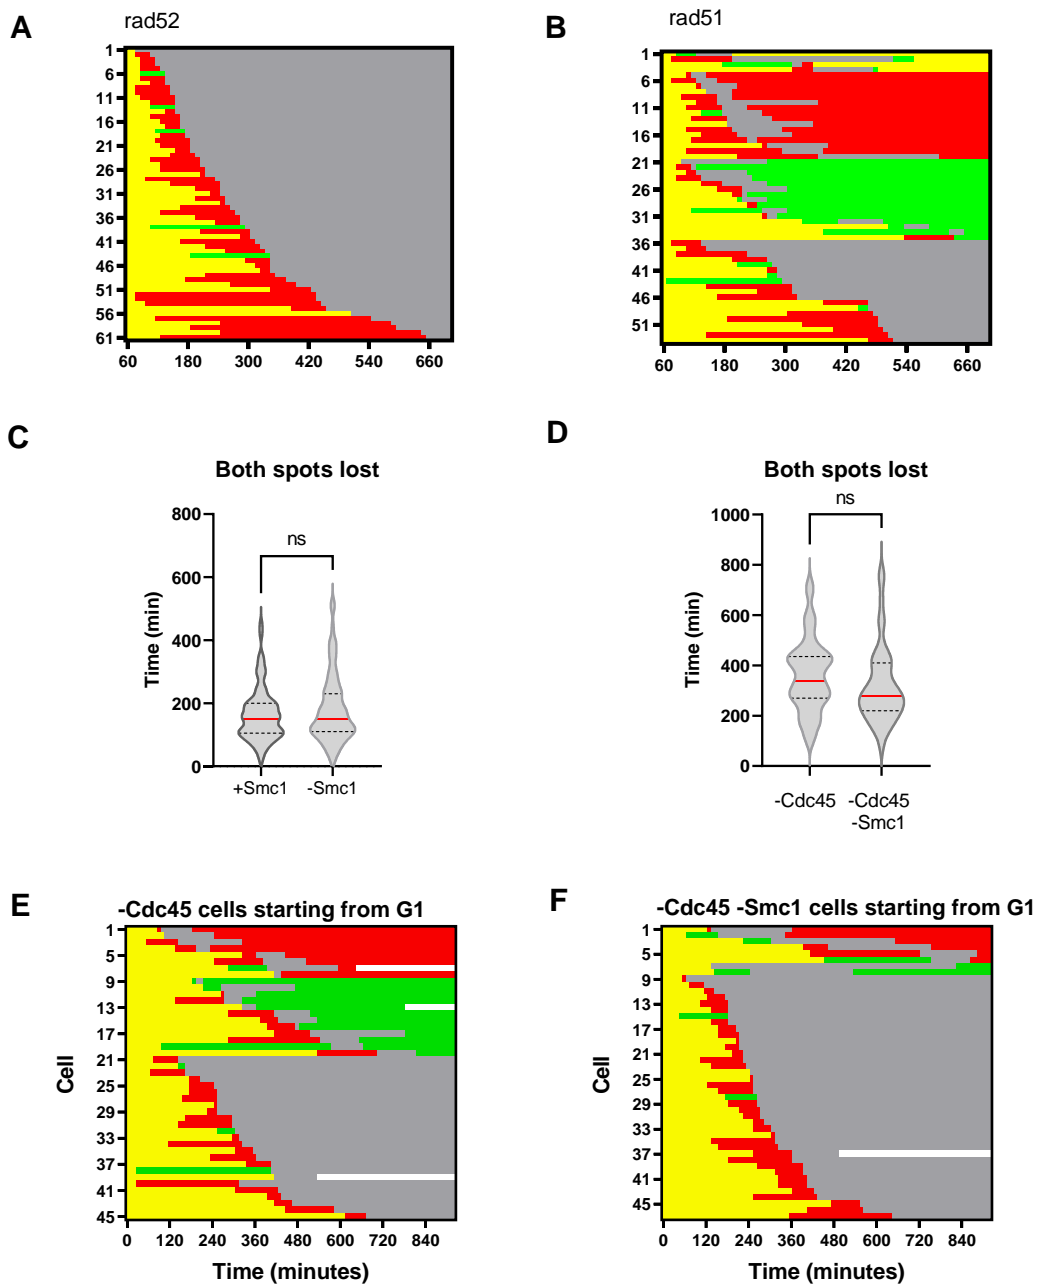 A
rad52
1
6
11
16
21
26
31
36
41
46
51
56
61
60 180 300 420 540 660
B
rad51
1
6
11
16
21
26
31
36
41
46
51
60 180 300 420 540 660
C
Both spots lost
ns
Time (min)
800
600
400
200
0
+Smc1 -Smc1
D
Both spots lost
ns
Time (min)
1000
800
600
400
200
0
-Cdc45 -Cdc45
-Smc1
E
-Cdc45 cells starting from G1
Cell
1
5
9
13
17
21
25
29
33
37
41
45
0 120 240 360 480 600 720 840
Time (minutes)
F
-Cdc45 -Smc1 cells starting from G1
Cell
1
5
9
13
17
21
25
29
33
37
41
45
0 120 240 360 480 600 720 840
Time (minutes)